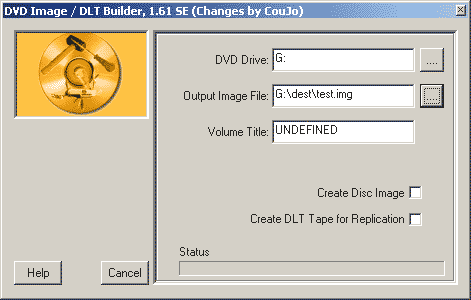 DVD Image / DLT Builder, 1.61 SE (Changes by CouJo)
DVD Drive: G: ....
Output Image File: G:\dest\test.img ....
Volume Title: UNDEFINED
Create Disc Image
Create DLT Tape for Replication
Status
Help Cancel